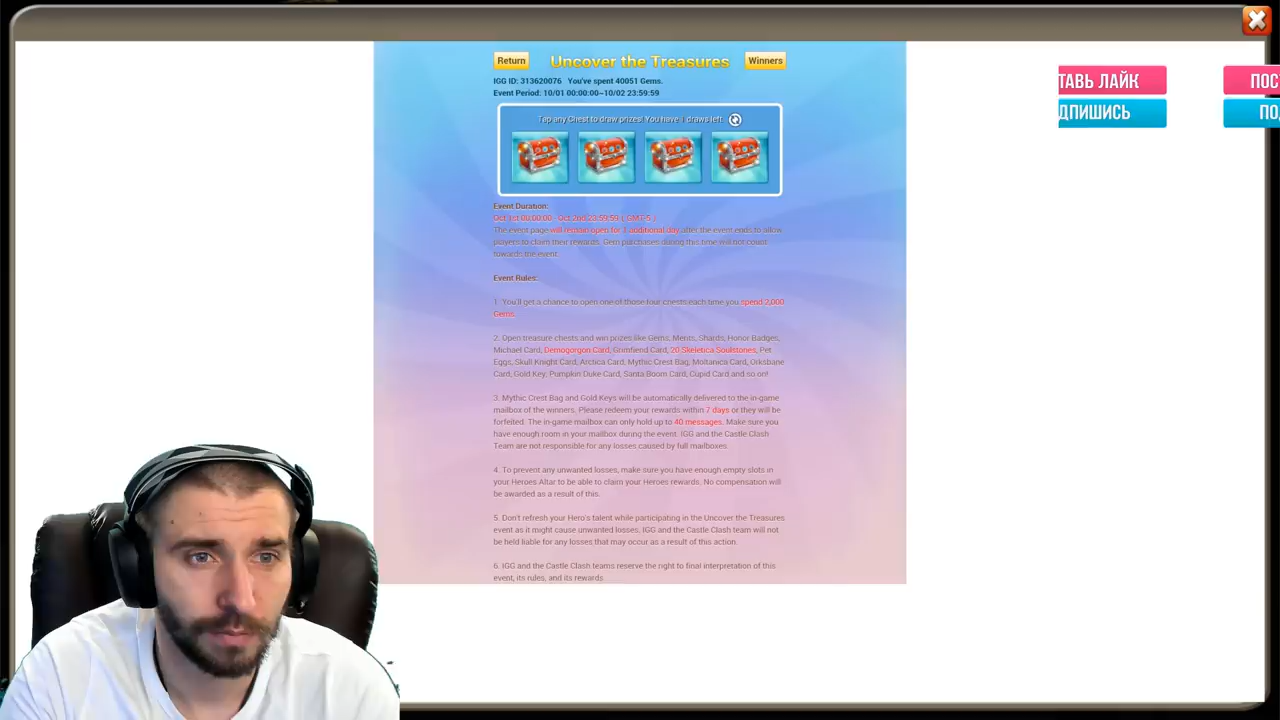 Return Uncover the Treasures Winners
IGG ID: 313620076 You've spent 40051 Gems.
Event Period: 10/01 00:00:00~10/02 23:59:59
Tap any Chest to draw prizes! You have 1 draws left
Event Duration:
Oct 1st 00:00:00 - Oct 2nd 23:59:59 ( GMT-5 )
The event page will remain open for 1 additional day after the event ends to allow
players to claim their rewards. Gem purchases during this time will not count
towards the event.
Event Rules:
1. You'll get a chance to open one of those four chests each time you spend 2,000
Gems.
2. Open treasure chests and win prizes like Gems, Merits, Shards, Honor Badges,
Michael Card, Demogorgon Card, Grimfiend Card, 20 Skeletica Soulstones, Pet
Eggs, Skull Knight Card, Arctica Card, Mythic Crest Bag, Moltanica Card, Orksbane
Card, Gold Key, Pumpkin Duke Card, Santa Boom Card, Cupid Card and so on!
3. Mythic Crest Bag and Gold Keys will be automatically delivered to the in-game
mailbox of the winners. Please redeem your rewards within 7 days or they will be
forfeited. The in-game mailbox can only hold up to 40 messages. Make sure you
have enough room in your mailbox during the event. IGG and the Castle Clash
Team are not responsible for any losses caused by full mailboxes.
4. To prevent any unwanted losses, make sure you have enough empty slots in
your Heroes Altar to be able to claim your Heroes rewards. No compensation will
be awarded as a result of this.
5. Don't refresh your Hero's talent while participating in the Uncover the Treasures
event as it might cause unwanted losses. IGG and the Castle Clash team will not
be held liable for any losses that may occur as a result of this action.
6. IGG and the Castle Clash teams reserve the right to final interpretation of this
event, its rules, and its rewards.
ТАВЬ ЛАЙК ПОС
ДПИШИСЬ ПО